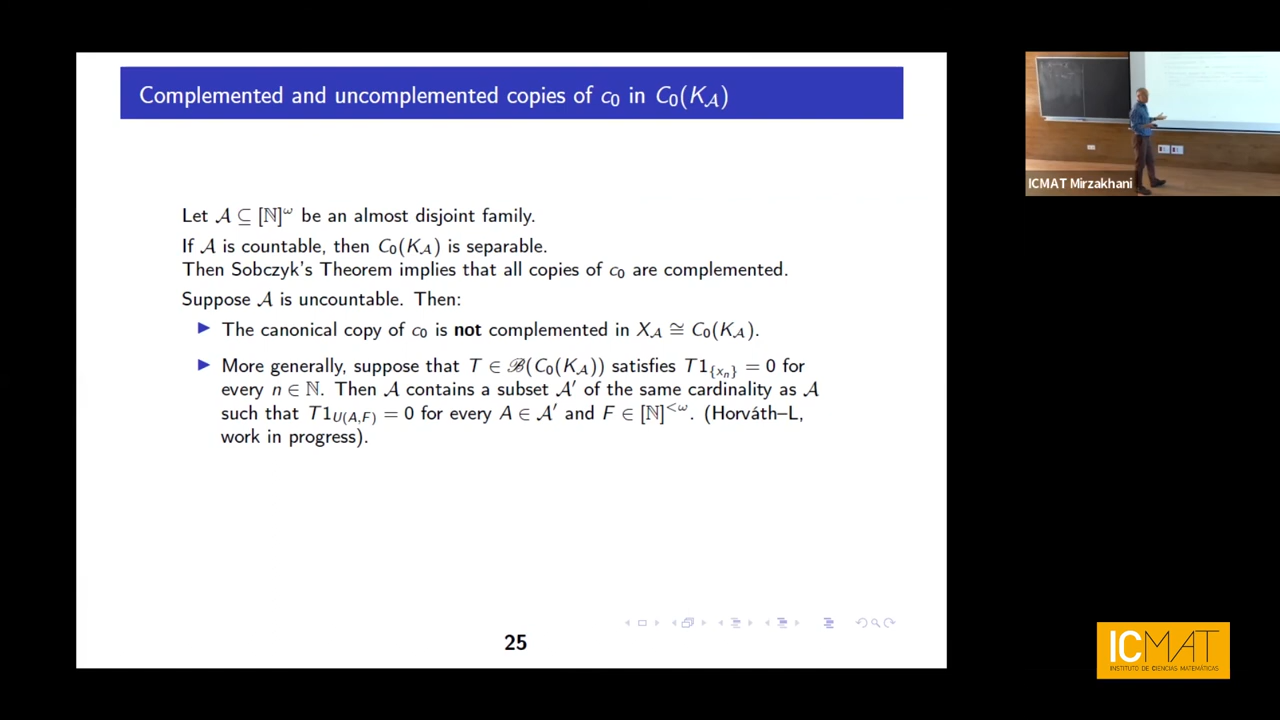 Complemented and uncomplemented copies of c₀ in C₀(K_𝒜)
Let 𝒜 ⊆ [ℕ]^ω be an almost disjoint family.
If 𝒜 is countable, then C₀(K_𝒜) is separable.
Then Sobczyk's Theorem implies that all copies of c₀ are complemented.
Suppose 𝒜 is uncountable. Then:
▶ The canonical copy of c₀ is not complemented in X_𝒜 ≅ C₀(K_𝒜).
▶ More generally, suppose that T ∈ ℬ(C₀(K_𝒜)) satisfies T1_{x_n} = 0 for
every n ∈ ℕ. Then 𝒜 contains a subset 𝒜′ of the same cardinality as 𝒜
such that T1_{U(A,F)} = 0 for every A ∈ 𝒜′ and F ∈ [ℕ]^{<ω}. (Horváth–L,
work in progress).
25
ICMAT Mirzakhani
ICMAT
INSTITUTO DE CIENCIAS MATEMÁTICAS